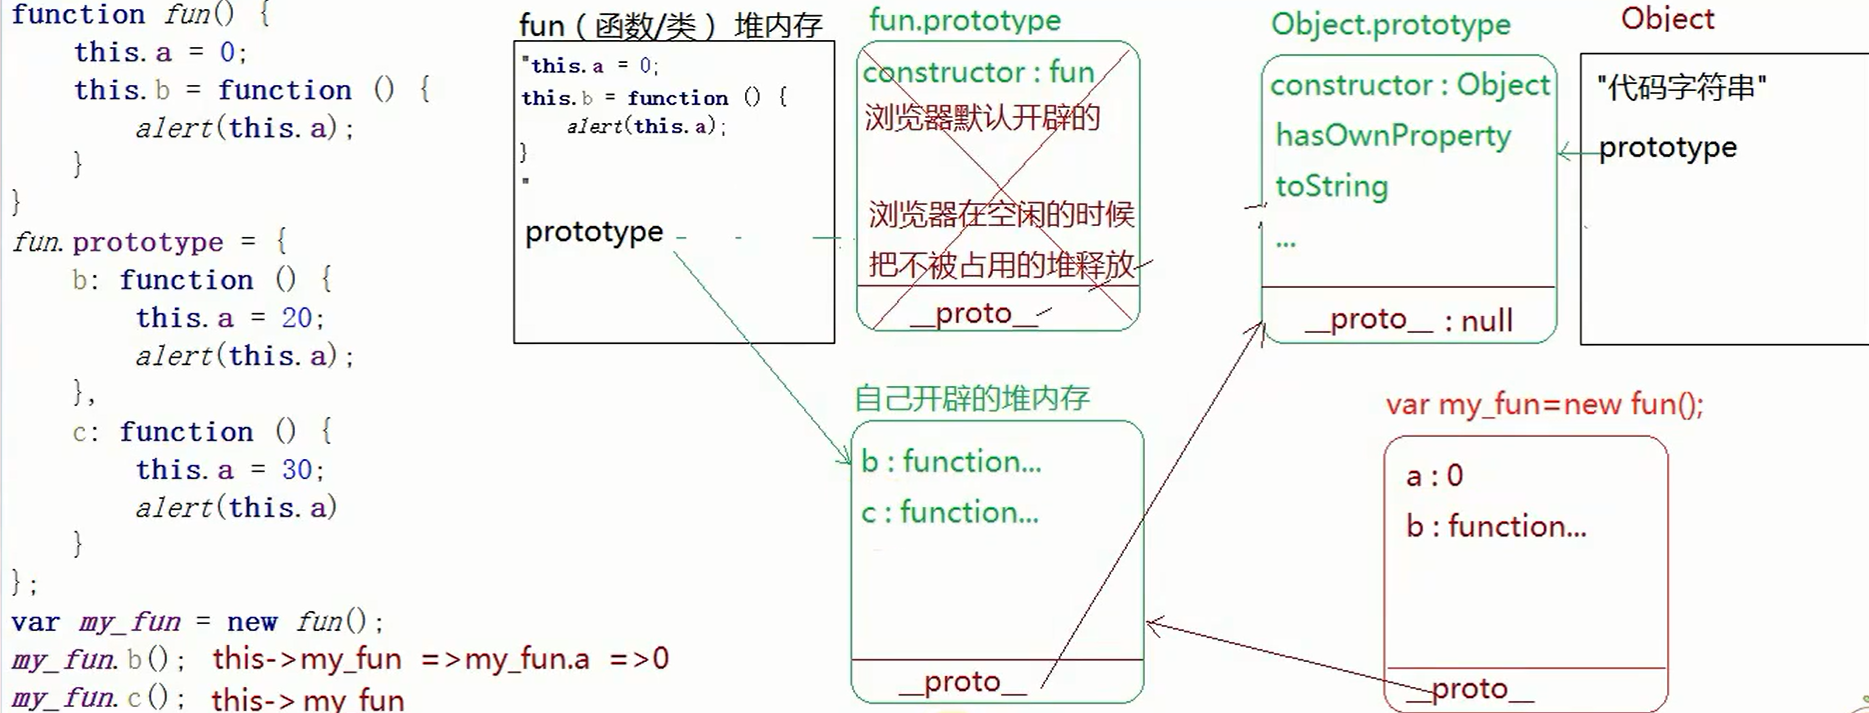 function fun() {
this.a = 0;
this.b = function () {
alert(this.a);
}
}
fun.prototype = {
b: function () {
this.a = 20;
alert(this.a);
},
c: function () {
this.a = 30;
alert(this.a)
}
};
var my_fun = new fun();
my_fun.b(); this->my_fun =>my_fun.a =>0
my_fun.c(); this-> my_fun
fun（函数/类）堆内存
"this.a = 0;
this.b = function () {
alert(this.a);
}
"
prototype
fun.prototype
constructor : fun
浏览器默认开辟的
浏览器在空闲的时候
把不被占用的堆释放
__proto__
Object.prototype
constructor : Object
hasOwnProperty
toString
...
__proto__ : null
Object
"代码字符串"
prototype
自己开辟的堆内存
b : function...
c : function...
__proto__
var my_fun=new fun();
a : 0
b : function...
__proto__